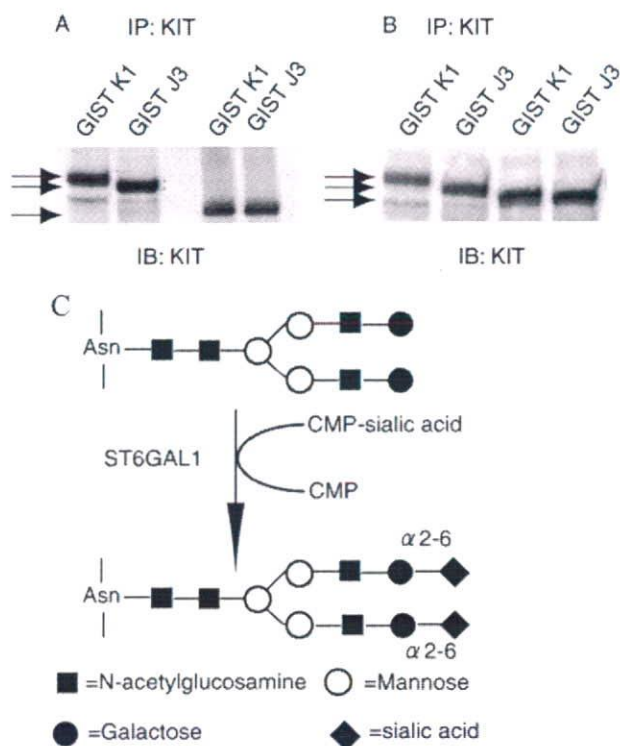 A IP: KIT
GIST K1 GIST J3 GIST K1 GIST J3
IB: KIT
B IP: KIT
GIST K1 GIST J3 GIST K1 GIST J3
IB: KIT
C
Asn
ST6GAL1
CMP-sialic acid
CMP
α2-6
Asn
α2-6
=N-acetylglucosamine =Mannose
=Galactose =sialic acid